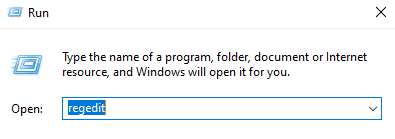 Run
Type the name of a program, folder, document or Internet
resource, and Windows will open it for you.
Open: regedit